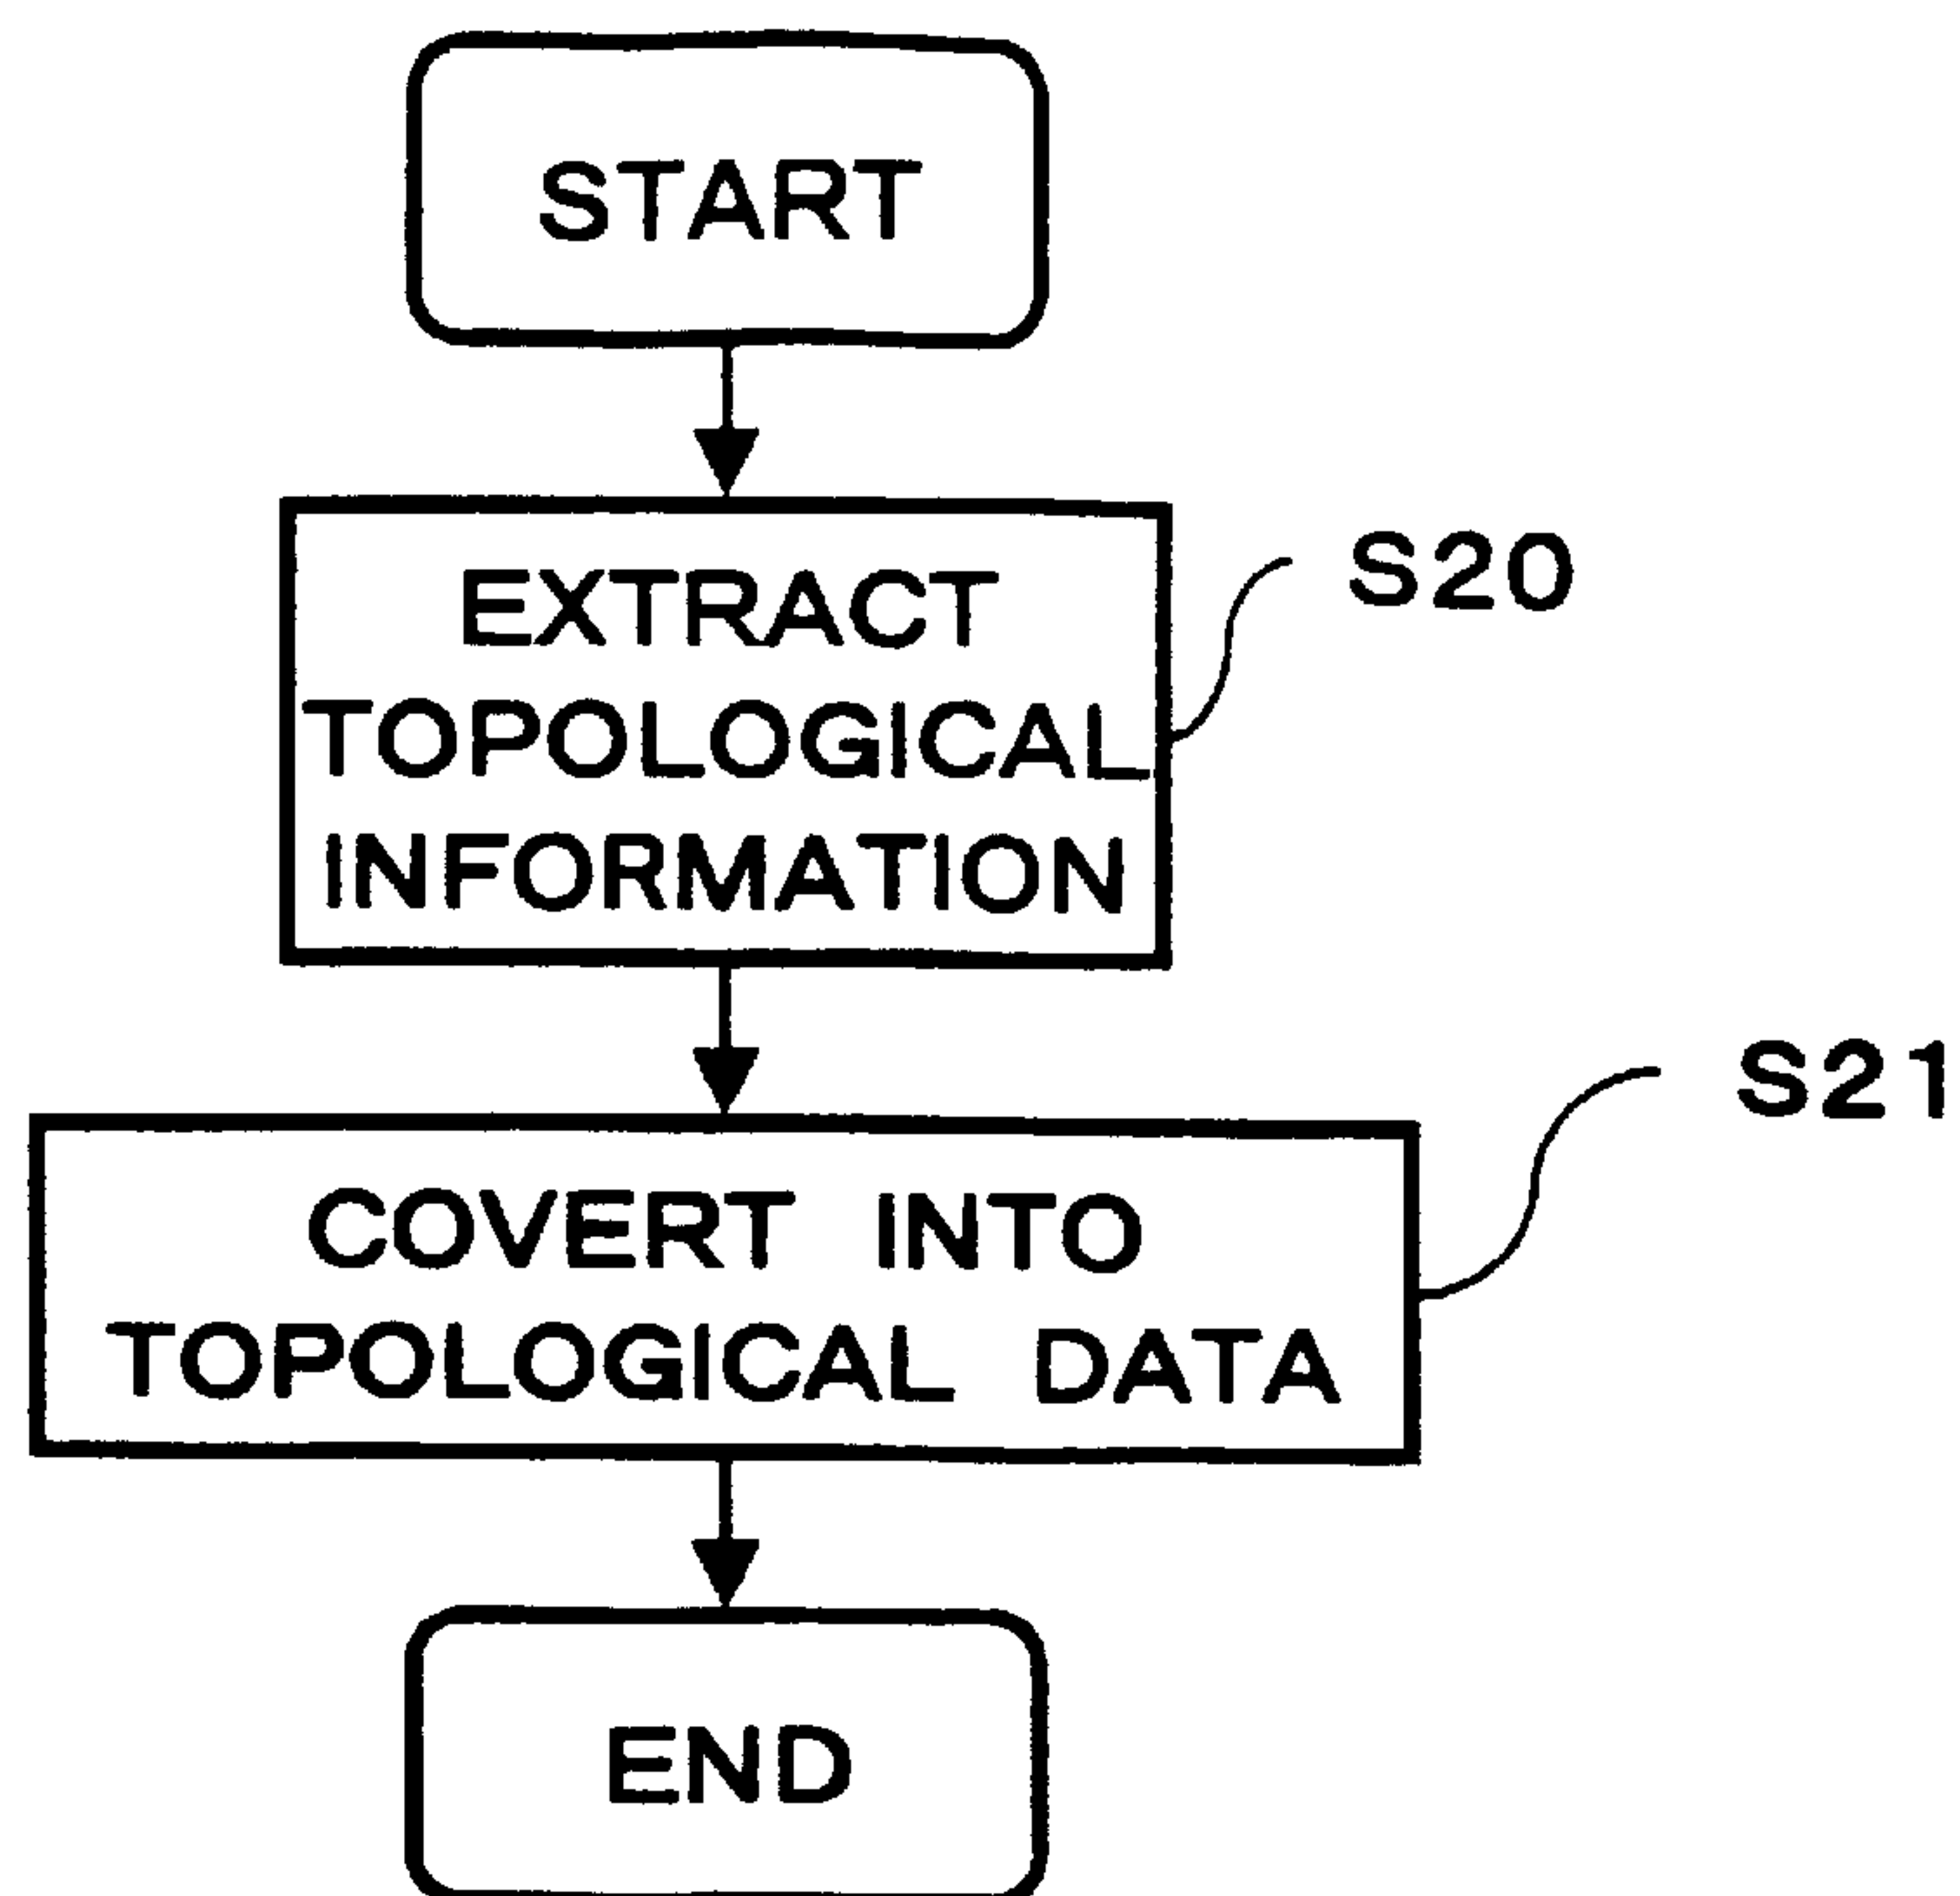 START
EXTRACT
S20
TOPOLOGICAL
INFORMATION
S21
COVERT INTO
TOPOLOGICAL DATA
END